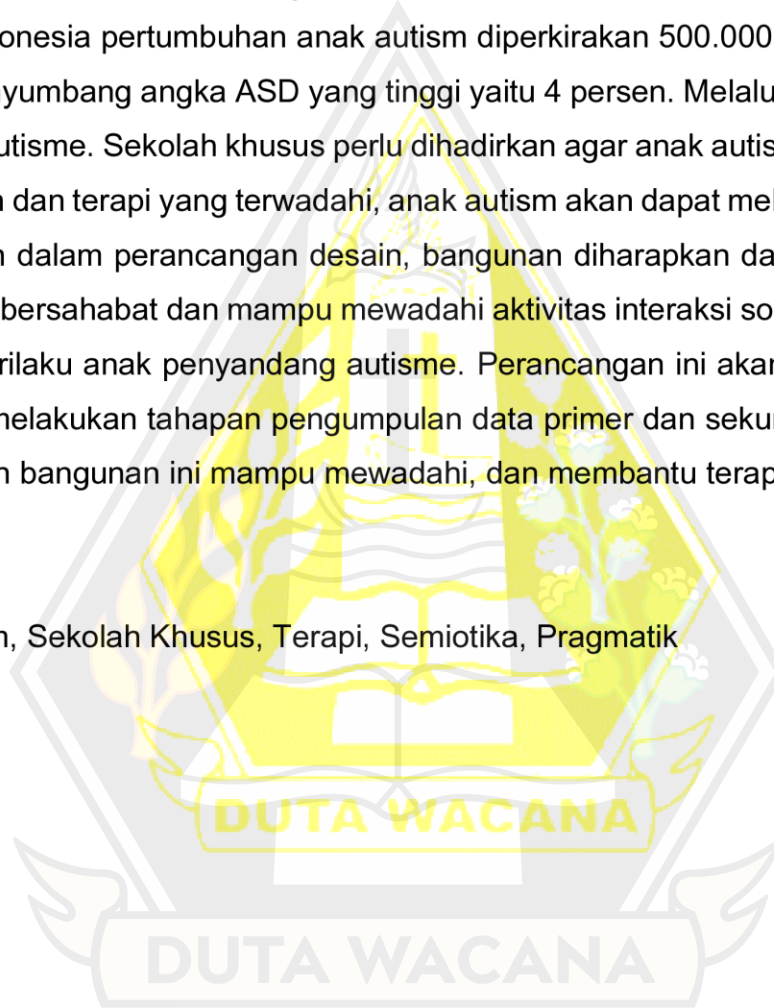 onesia pertumbuhan anak autism diperkirakan 500.000
yumbang angka ASD yang tinggi yaitu 4 persen. Melalu
utisme. Sekolah khusus perlu dihadirkan agar anak autis
n dan terapi yang terwadahi, anak autism akan dapat mel
n dalam perancangan desain, bangunan diharapkan da
bersahabat dan mampu mewadahi aktivitas interaksi so
rilaku anak penyandang autisme. Perancangan ini akan
melakukan tahapan pengumpulan data primer dan seku
n bangunan ini mampu mewadahi, dan membantu terap
n, Sekolah Khusus, Terapi, Semiotika, Pragmatik
DUTA WACANA
DUTA WACANA